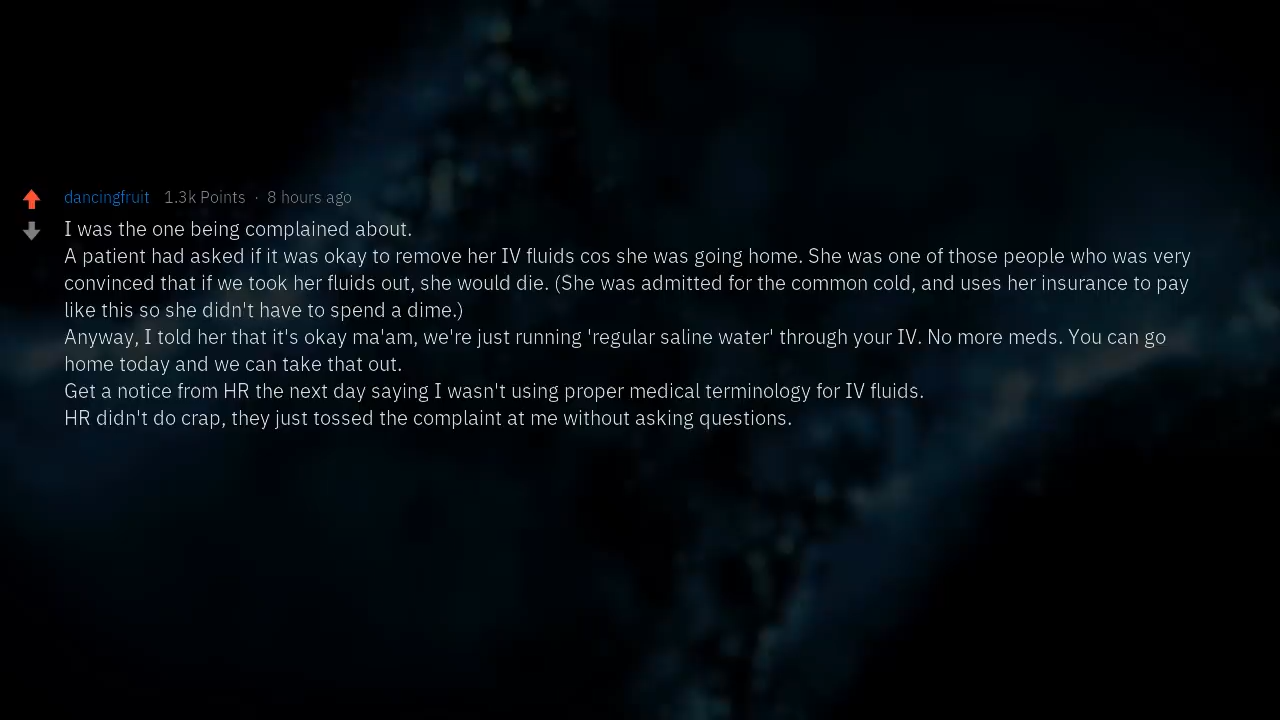 dancingfruit 1.3k Points · 8 hours ago
I was the one being complained about.
A patient had asked if it was okay to remove her IV fluids cos she was going home. She was one of those people who was very
convinced that if we took her fluids out, she would die. (She was admitted for the common cold, and uses her insurance to pay
like this so she didn't have to spend a dime.)
Anyway, I told her that it's okay ma'am, we're just running 'regular saline water' through your IV. No more meds. You can go
home today and we can take that out.
Get a notice from HR the next day saying I wasn't using proper medical terminology for IV fluids.
HR didn't do crap, they just tossed the complaint at me without asking questions.